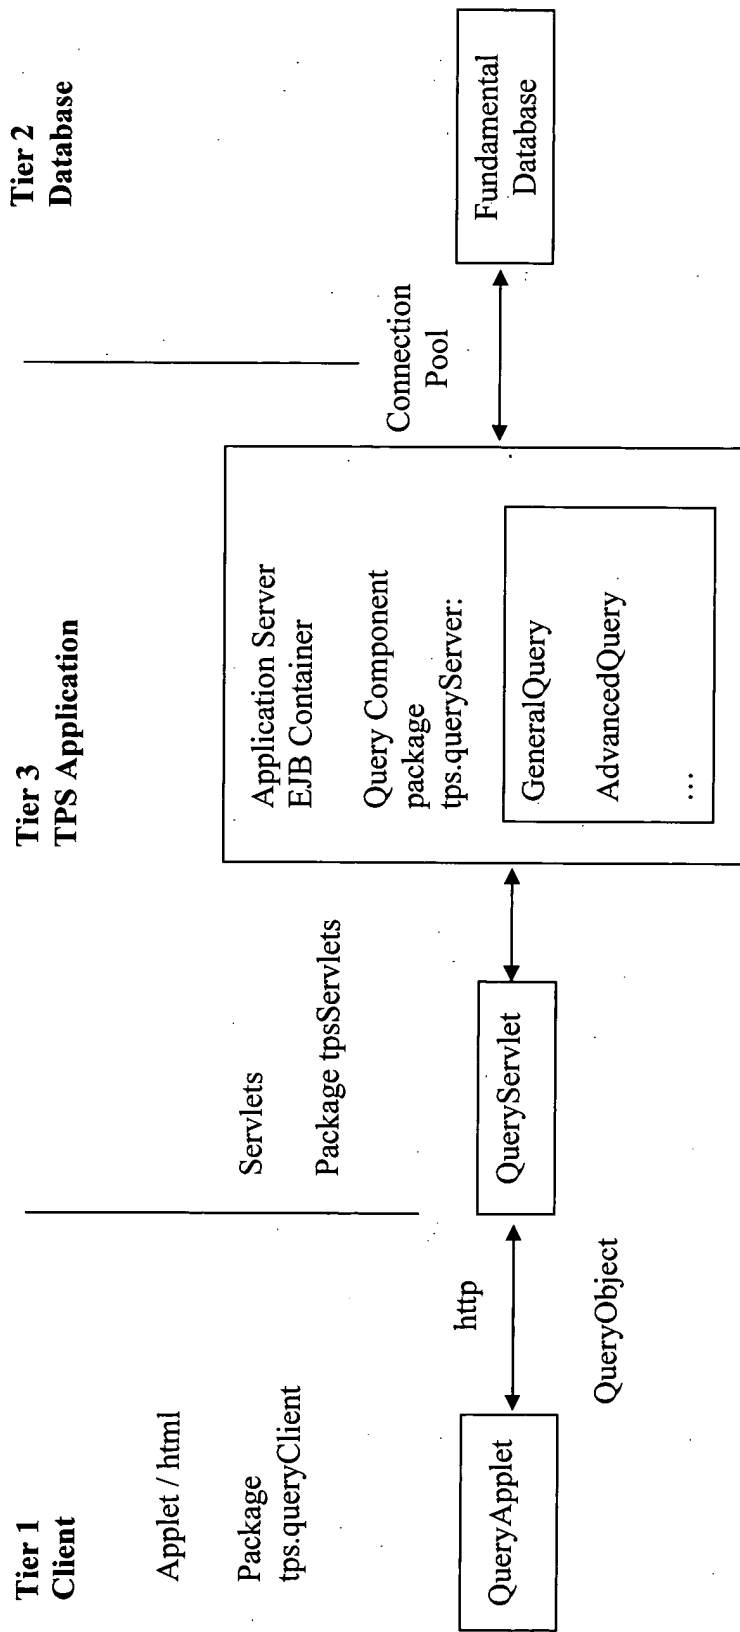 Tier 1
Client
Applet / html
Package
tps.queryClient
QueryApplet
http
QueryObject
Tier 3
TPS Application
Servlets
Package tpsServlets
QueryServlet
Application Server
EJB Container
Query Component
package
tps.queryServer:
GeneralQuery
AdvancedQuery
...
Connection
Pool
Tier 2
Database
Fundamental
Database